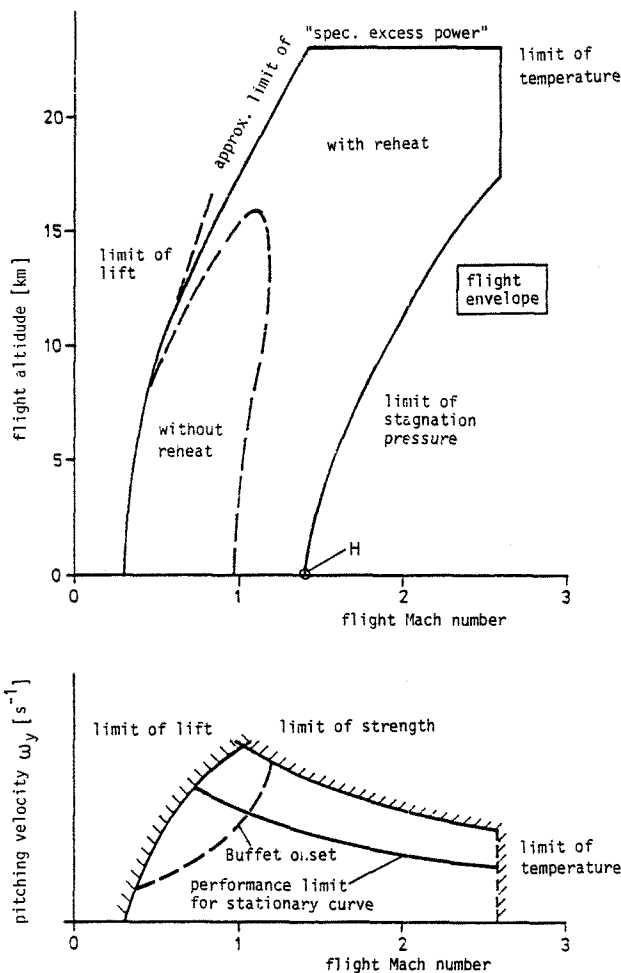 "spec. excess power"
limit of
temperature
approx. limit of
with reheat
limit of
lift
flight
envelope
limit of
stagnation
pressure
without
reheat
flight altidude [km]
20
15
10
5
0
H
0
1
2
3
flight Mach number
pitching velocity ωy [s⁻¹]
limit of lift
limit of strength
Buffet onset
performance limit
for stationary curve
limit of
temperature
0
1
2
3
flight Mach number